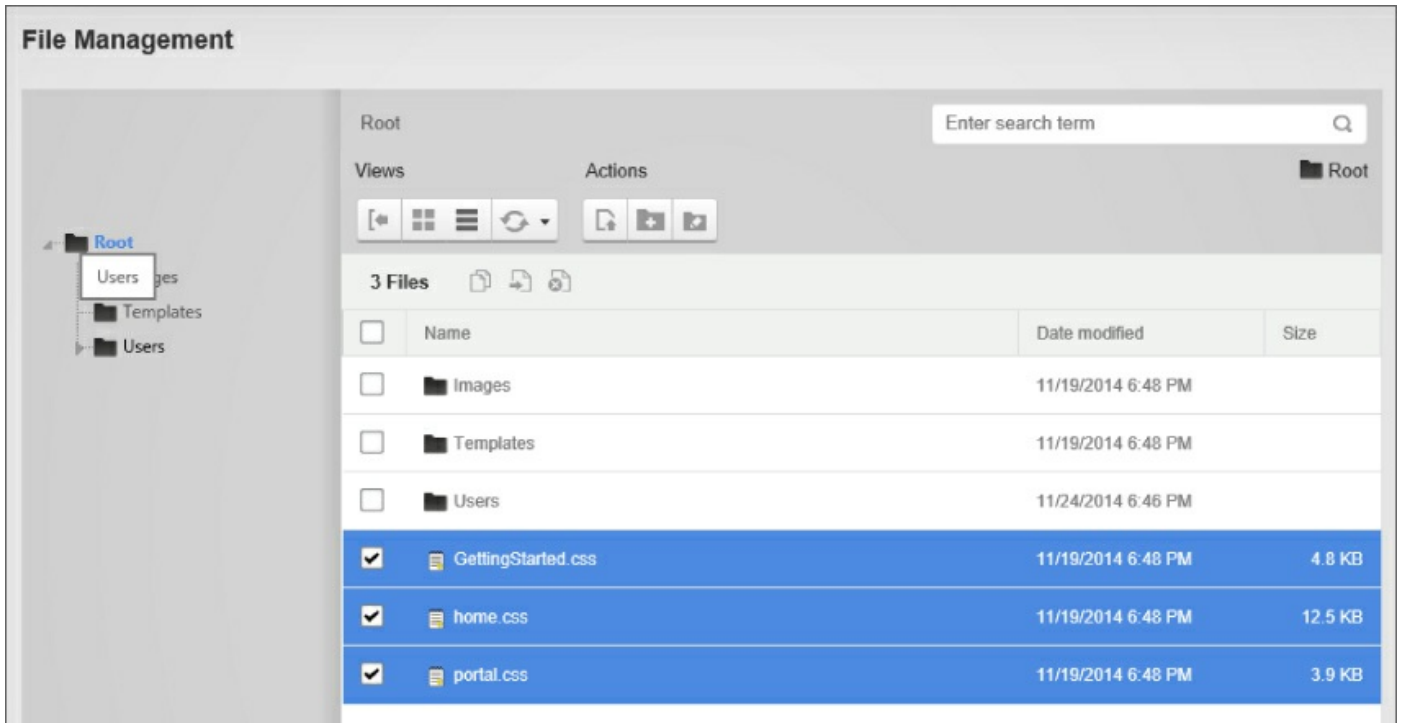 File Management
Root
Enter search term
Views
Actions
Root
Root
Users
ges
Templates
Users
3 Files
Name Date modified Size
Images 11/19/2014 6:48 PM
Templates 11/19/2014 6:48 PM
Users 11/24/2014 6:46 PM
GettingStarted.css 11/19/2014 6:48 PM 4.8 KB
home.css 11/19/2014 6:48 PM 12.5 KB
portal.css 11/19/2014 6:48 PM 3.9 KB